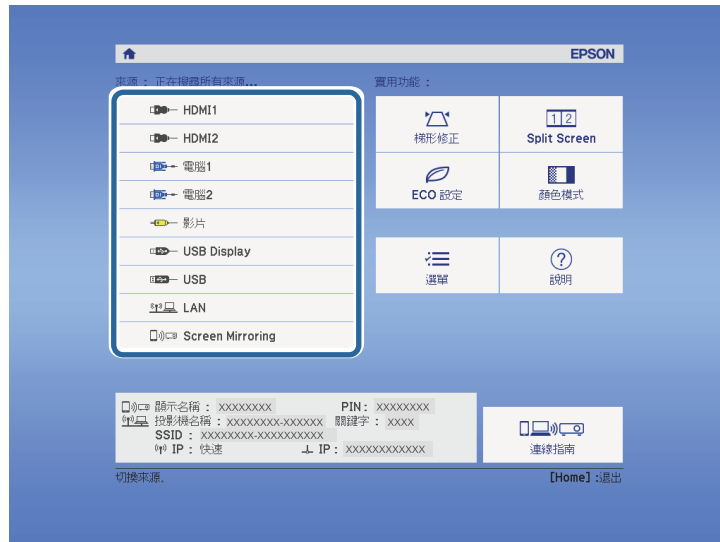 EPSON
來源 : 正在搜尋所有來源...
HDMI1
HDMI2
電腦1
電腦2
影片
USB Display
USB
LAN
Screen Mirroring
實用功能 :
梯形修正
Split Screen
1 2
ECO 設定
顏色模式
選單
說明
顯示名稱 : XXXXXXXX PIN : XXXXXXXX
投影機名稱 : XXXXXXXX-XXXXXX 關鍵字 : XXXX
SSID : XXXXXXXX-XXXXXXXXXX
IP : 快速 IP : XXXXXXXXXXXX
連線指南
切換來源.
[Home] :退出